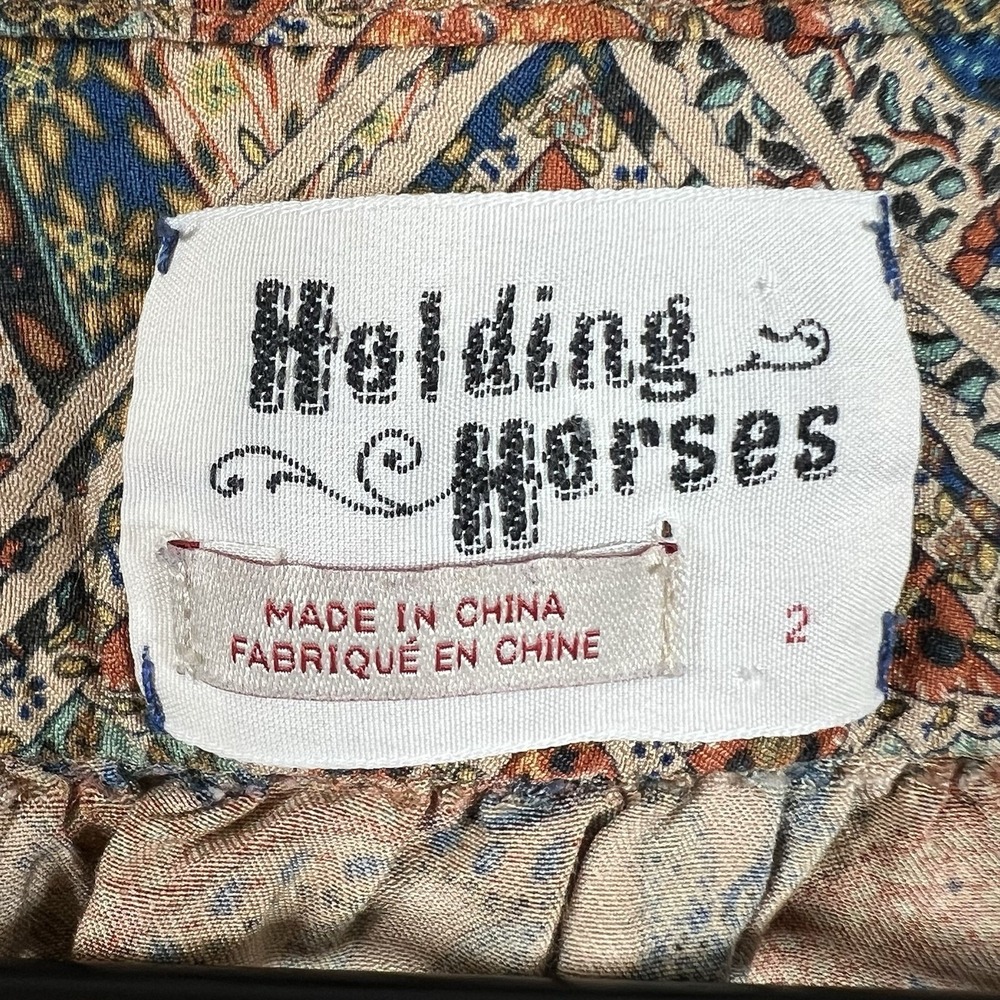 Holding
Horses
MADE IN CHINA
FABRIQUÉ EN CHINE
2